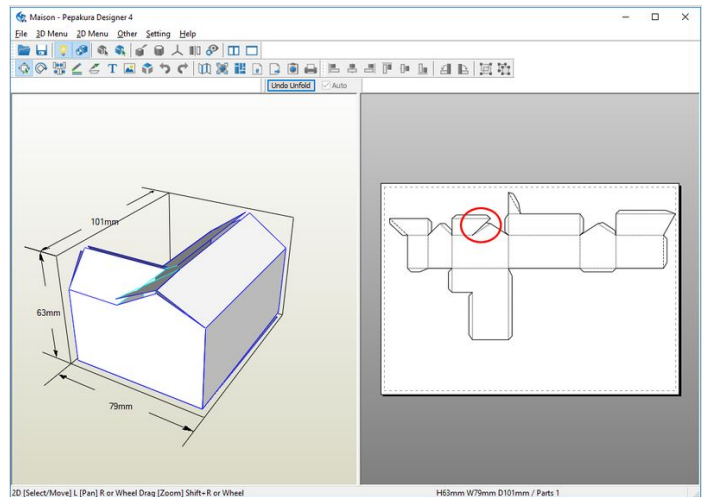 Maison - Pepakura Designer 4
File 3D Menu 2D Menu Other Setting Help
Undo Unfold Auto
101mm
63mm
79mm
2D [Select/Move] L [Pan] R or Wheel Drag [Zoom] Shift+R or Wheel
H63mm W79mm D101mm / Parts 1